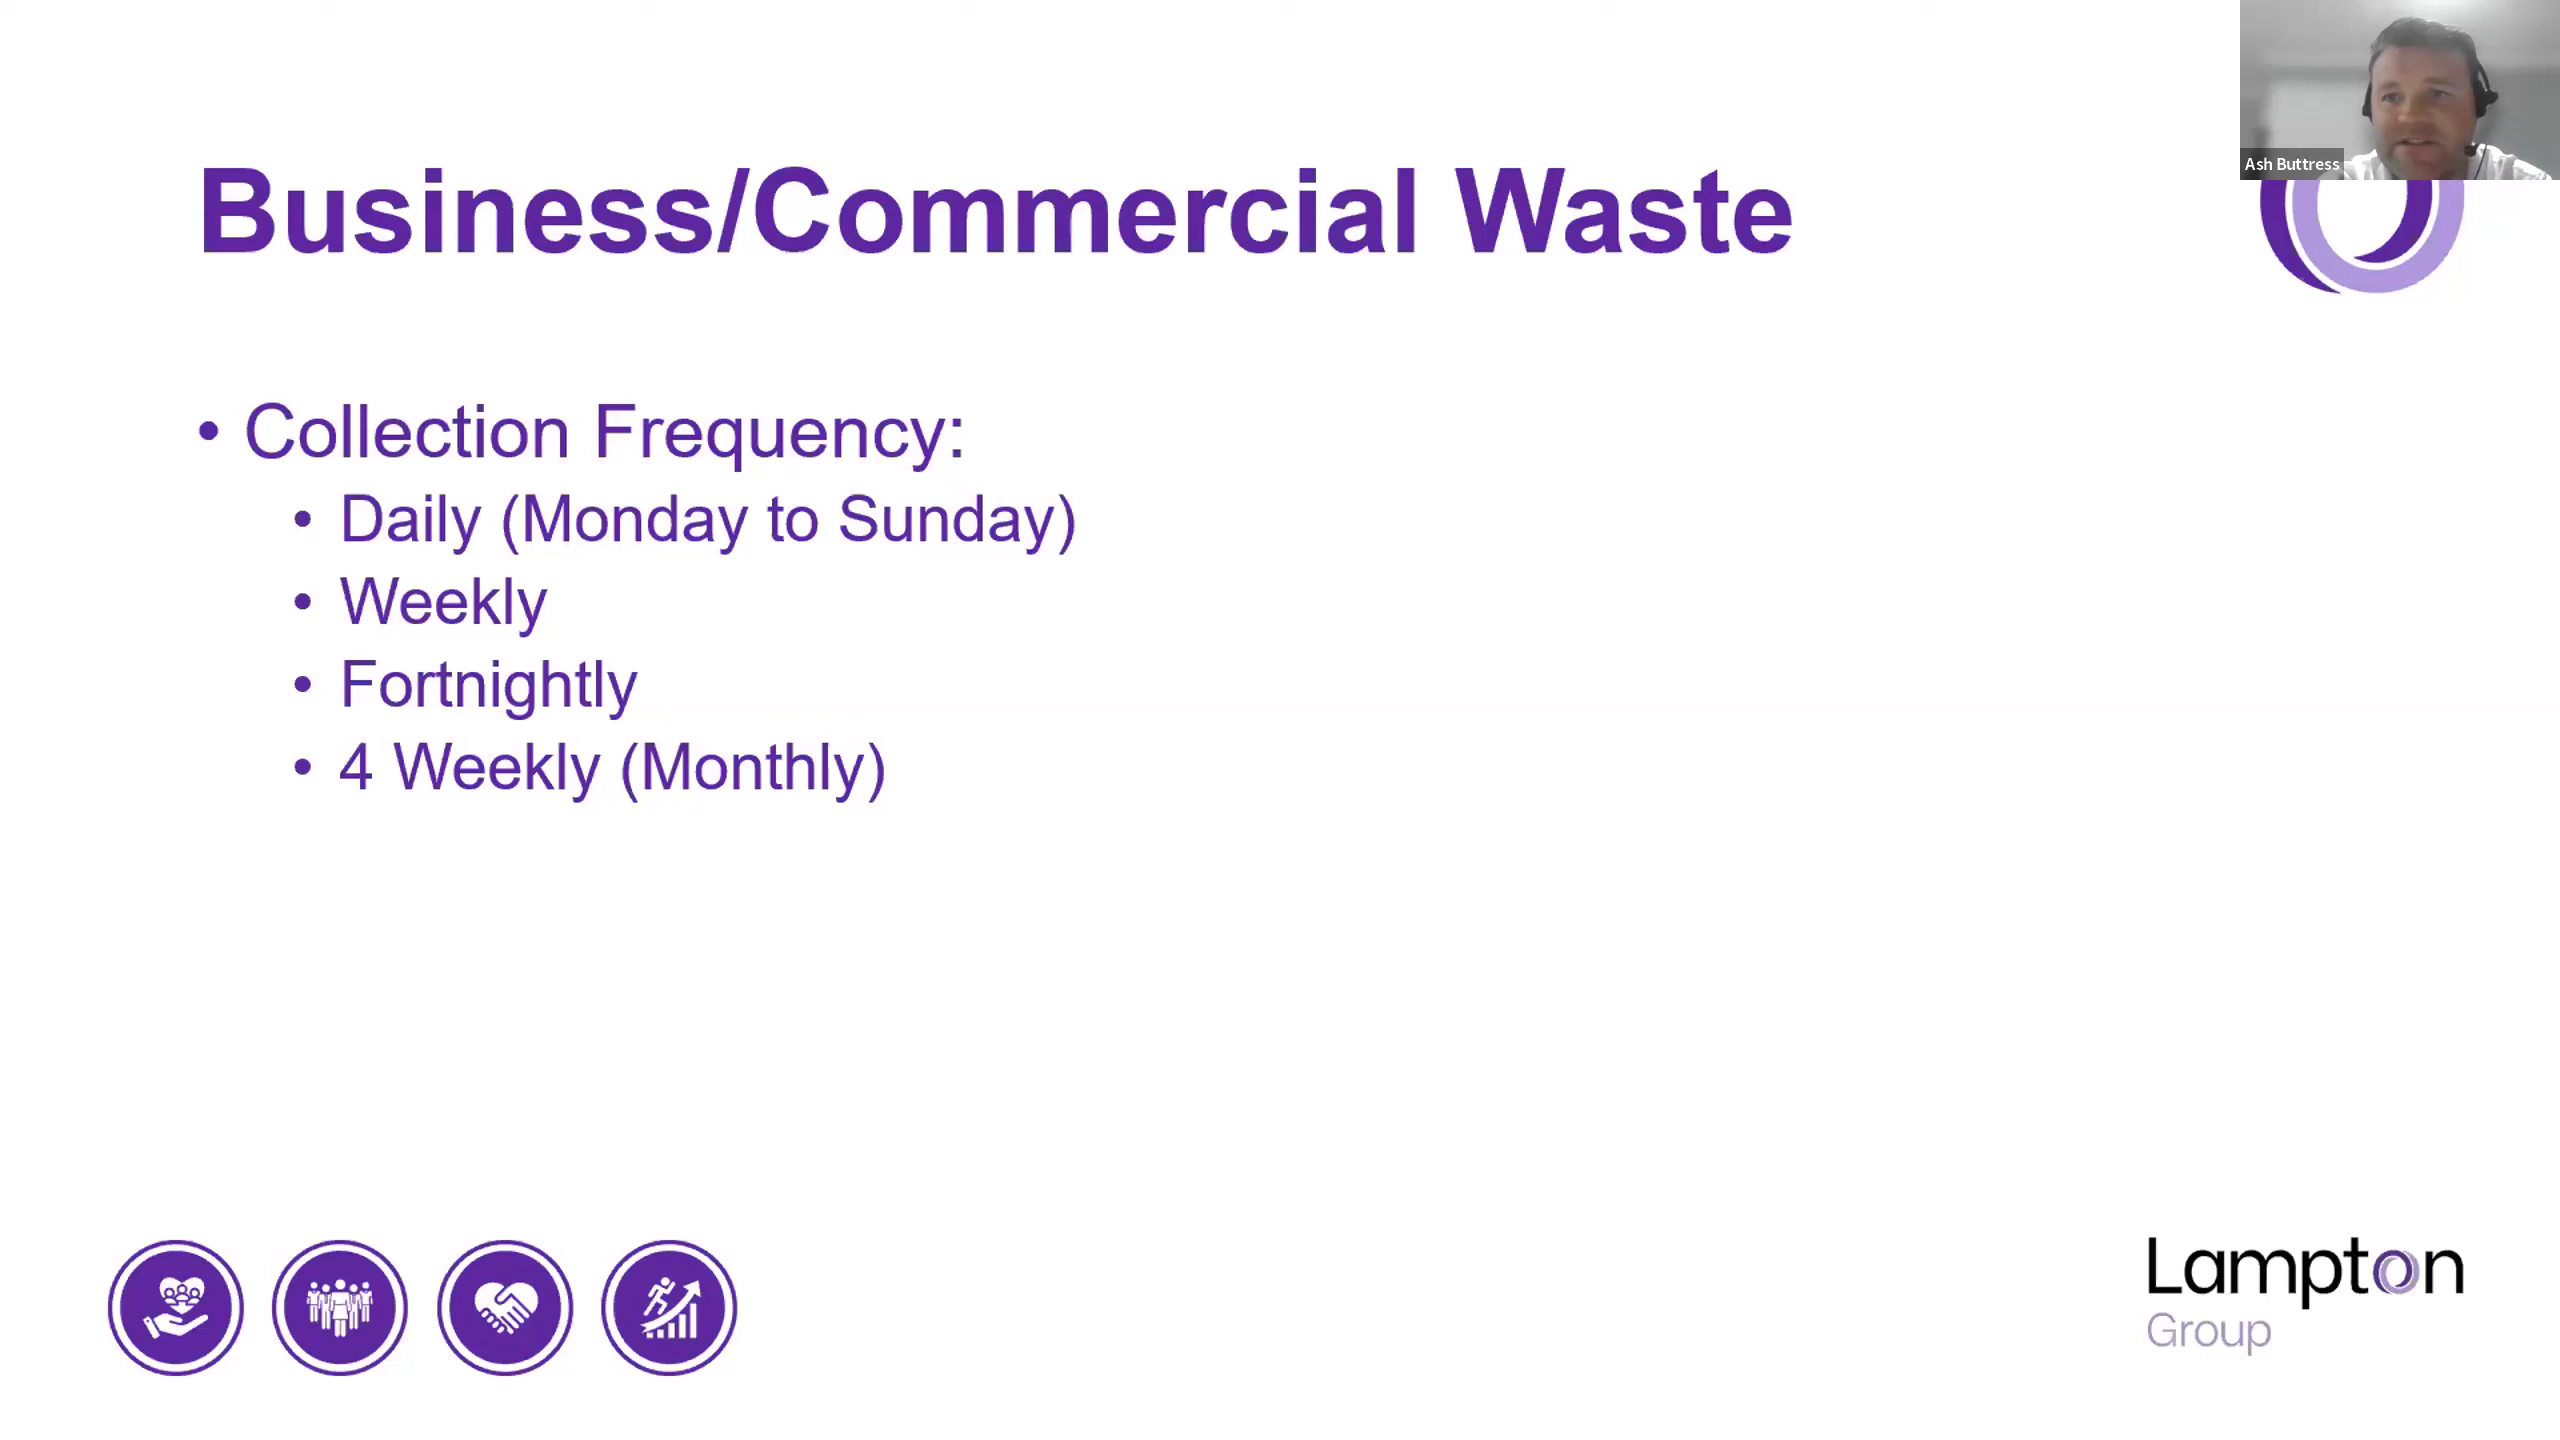 Ash Buttress
Business/Commercial Waste
• Collection Frequency:
• Daily (Monday to Sunday)
• Weekly
• Fortnightly
• 4 Weekly (Monthly)
Lampton
Group